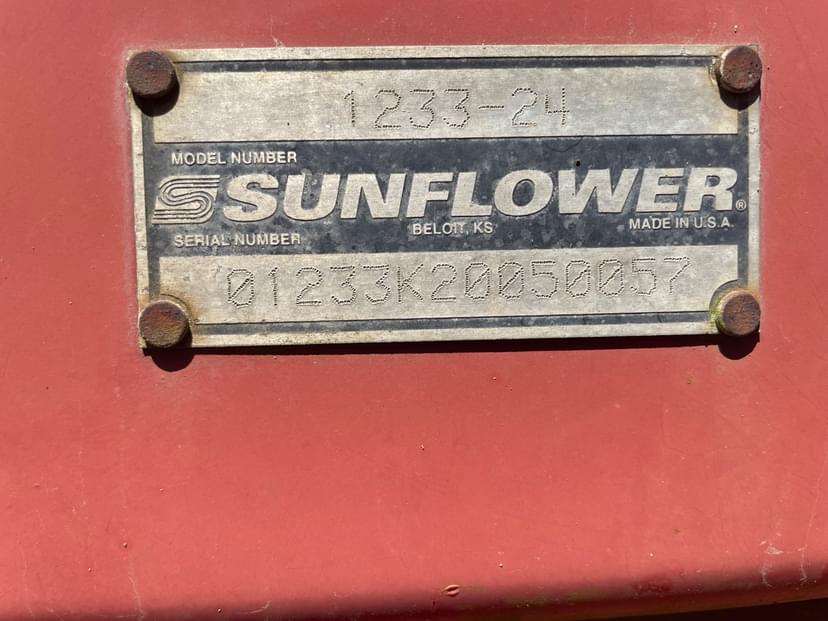 1233-24
MODEL NUMBER
SUNFLOWER®
BELOIT, KS MADE IN U.S.A.
SERIAL NUMBER
01233K20050057